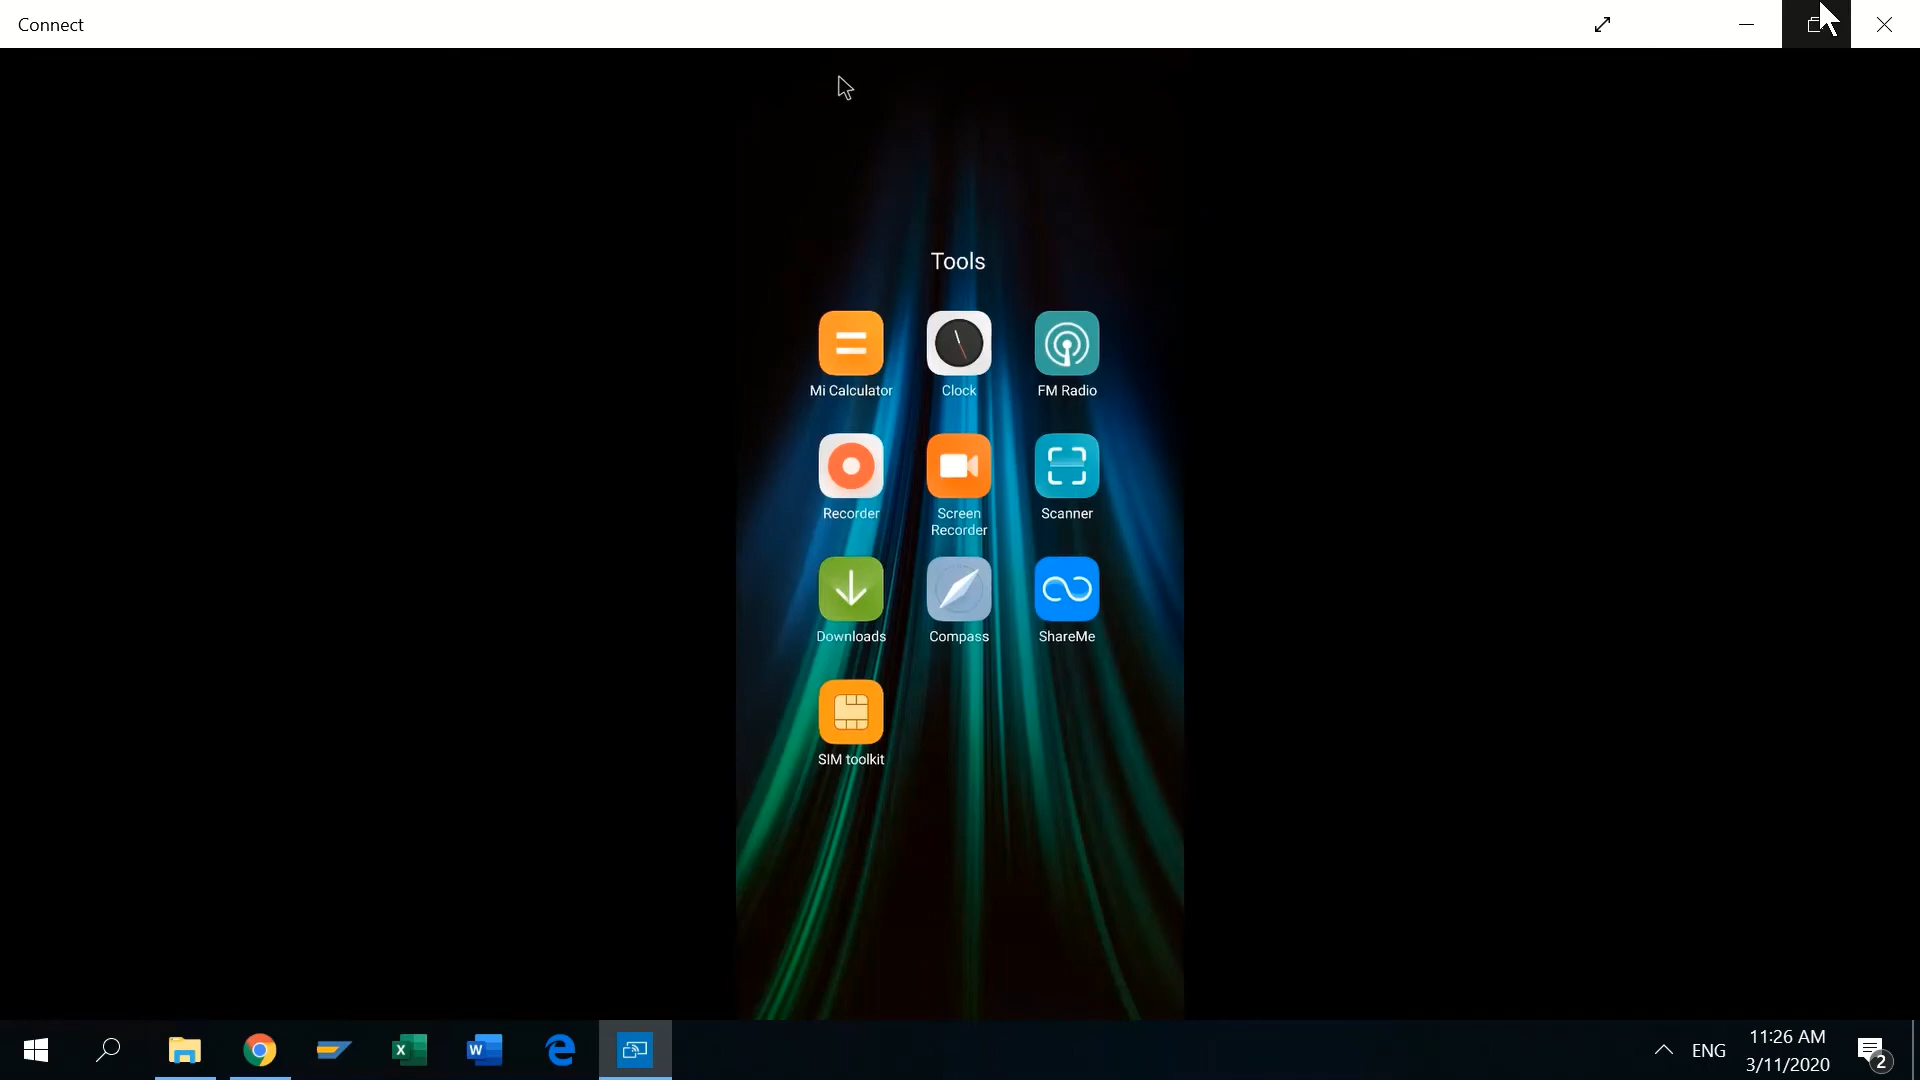 Connect
Tools
Mi Calculator
Clock
FM Radio
Recorder
Screen
Recorder
Scanner
Downloads
Compass
ShareMe
SIM toolkit
ENG
11:26 AM
3/11/2020
2